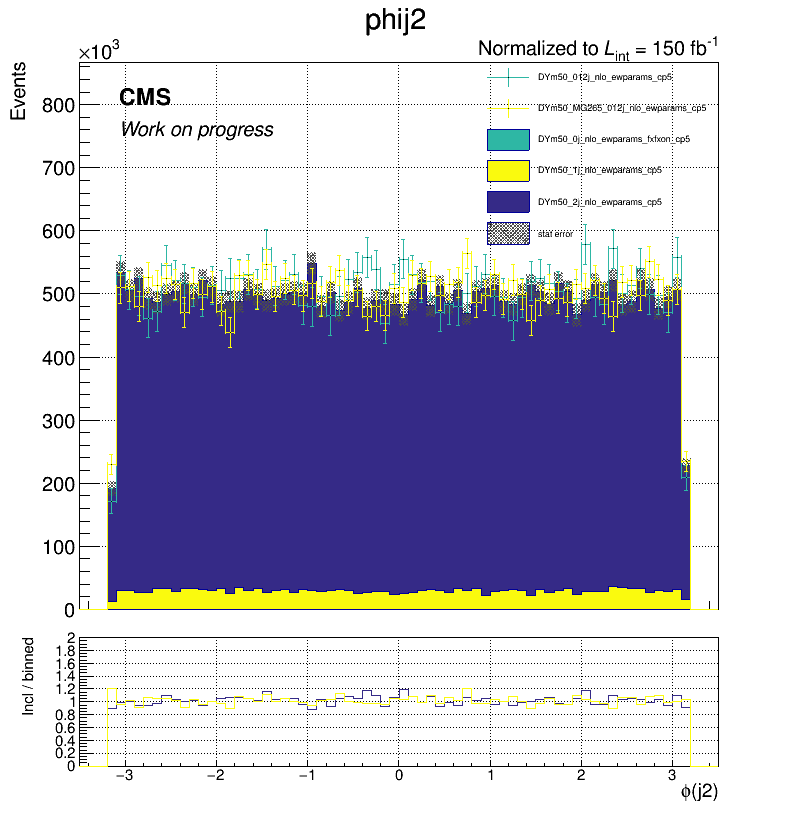 phij2
×10³
Normalized to L_int = 150 fb⁻¹
Events
CMS
Work on progress
DYm50_012j_nlo_ewparams_cp5
DYm50_MG265_012j_nlo_ewparams_cp5
DYm50_0j_nlo_ewparams_fxfxon_cp5
DYm50_1j_nlo_ewparams_cp5
DYm50_2j_nlo_ewparams_cp5
stat error
800
700
600
500
400
300
200
100
0
Incl / binned
2
1.8
1.6
1.4
1.2
1
0.8
0.6
0.4
0.2
0
−3 −2 −1 0 1 2 3
ϕ(j2)